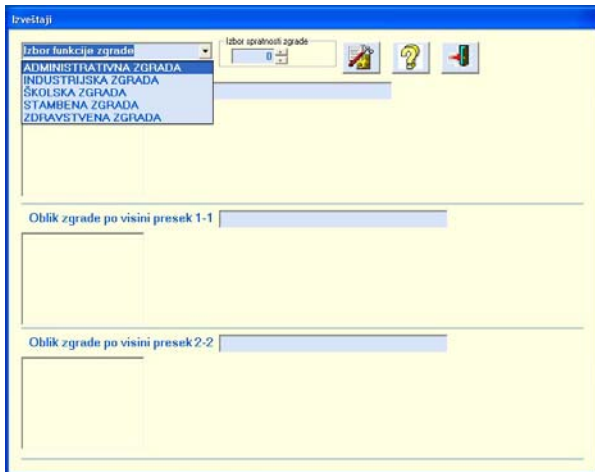 Izveštaji
Izbor funkcije zgrade
Izbor spratnosti zgrade
0
ADMINISTRATIVNA ZGRADA
INDUSTRIJSKA ZGRADA
ŠKOLSKA ZGRADA
STAMBENA ZGRADA
ZDRAVSTVENA ZGRADA
Oblik zgrade po visini presek 1-1
Oblik zgrade po visini presek 2-2